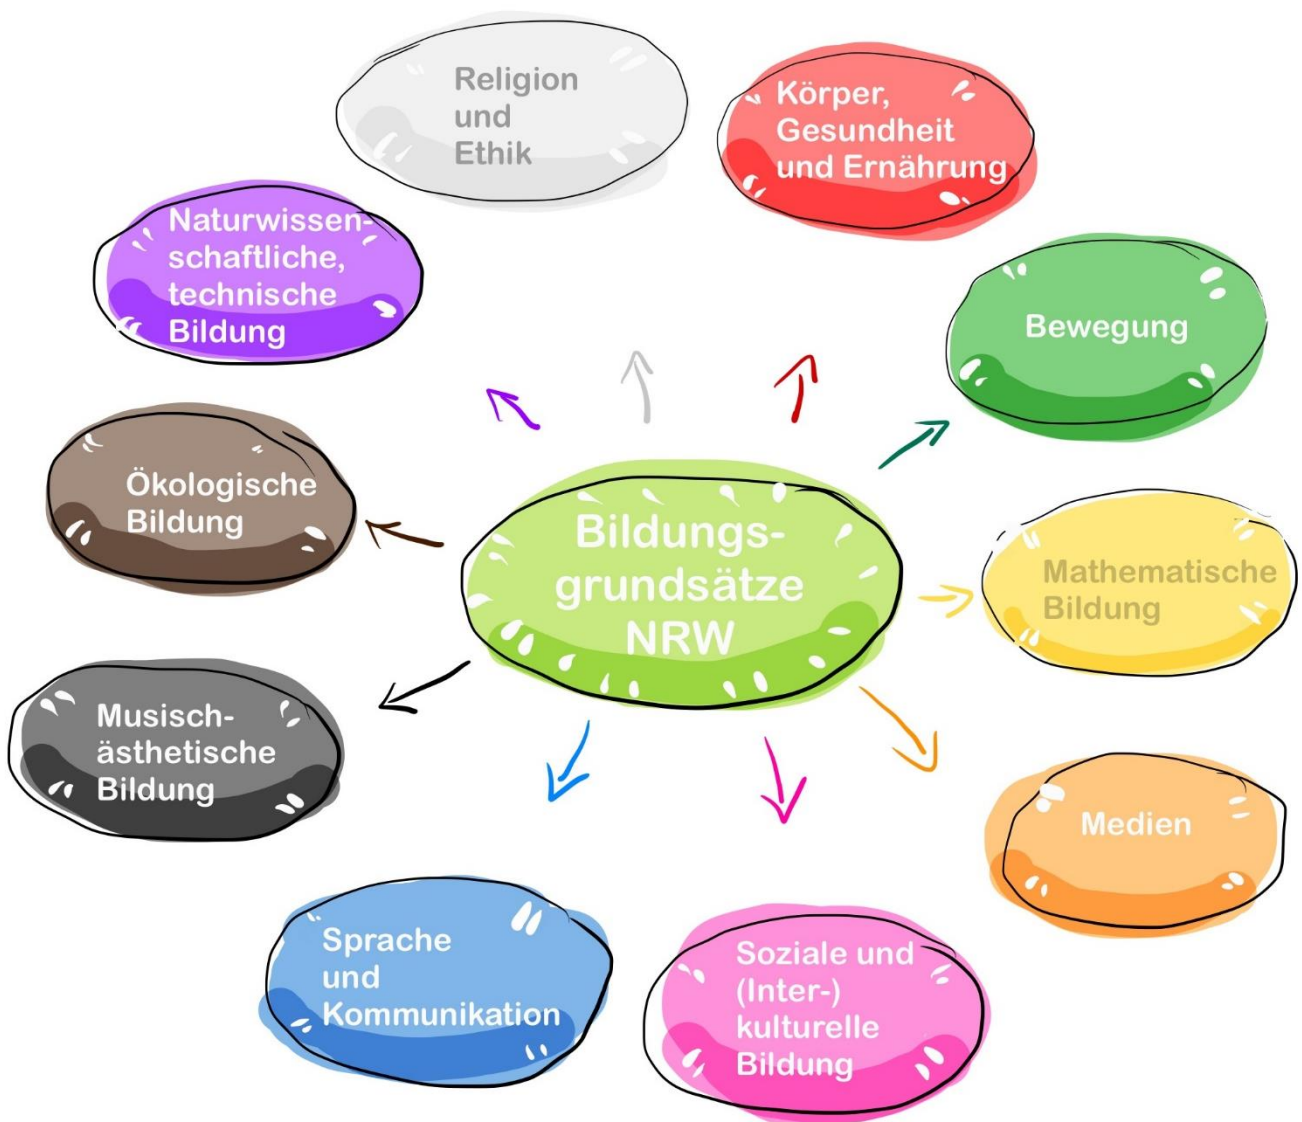 Religion
und
Ethik
Körper,
Gesundheit
und Ernährung
Naturwissen-
schaftliche,
technische
Bildung
Bewegung
Ökologische
Bildung
Bildungs-
grundsätze
NRW
Mathematische
Bildung
Musisch-
ästhetische
Bildung
Medien
Sprache
und
Kommunikation
Soziale und
(Inter-)
kulturelle
Bildung